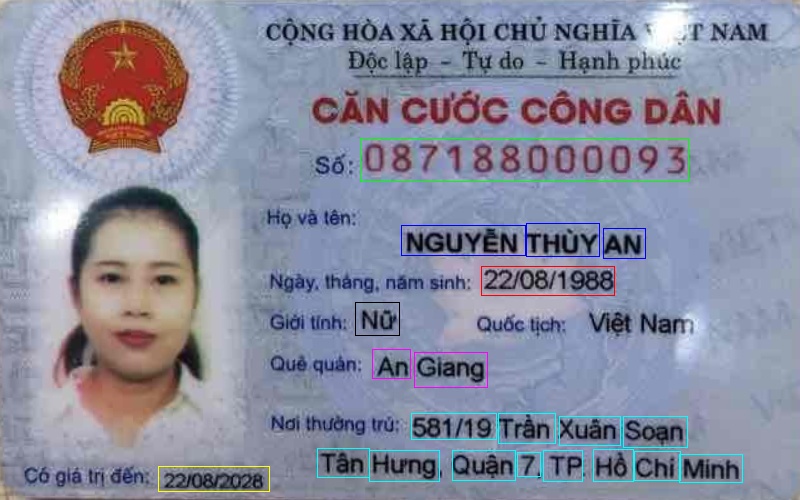 CỘNG HÒA XÃ HỘI CHỦ NGHĨA VIỆT NAM
Độc lập - Tự do - Hạnh phúc
CĂN CƯỚC CÔNG DÂN
Số: 087188000093
Họ và tên:
NGUYỄN THÙY AN
Ngày, tháng, năm sinh: 22/08/1988
Giới tính: Nữ Quốc tịch: Việt Nam
Quê quán: An Giang
Nơi thường trú: 581/19 Trần Xuân Soạn
Tân Hưng, Quận 7, TP. Hồ Chí Minh
Có giá trị đến: 22/08/2028